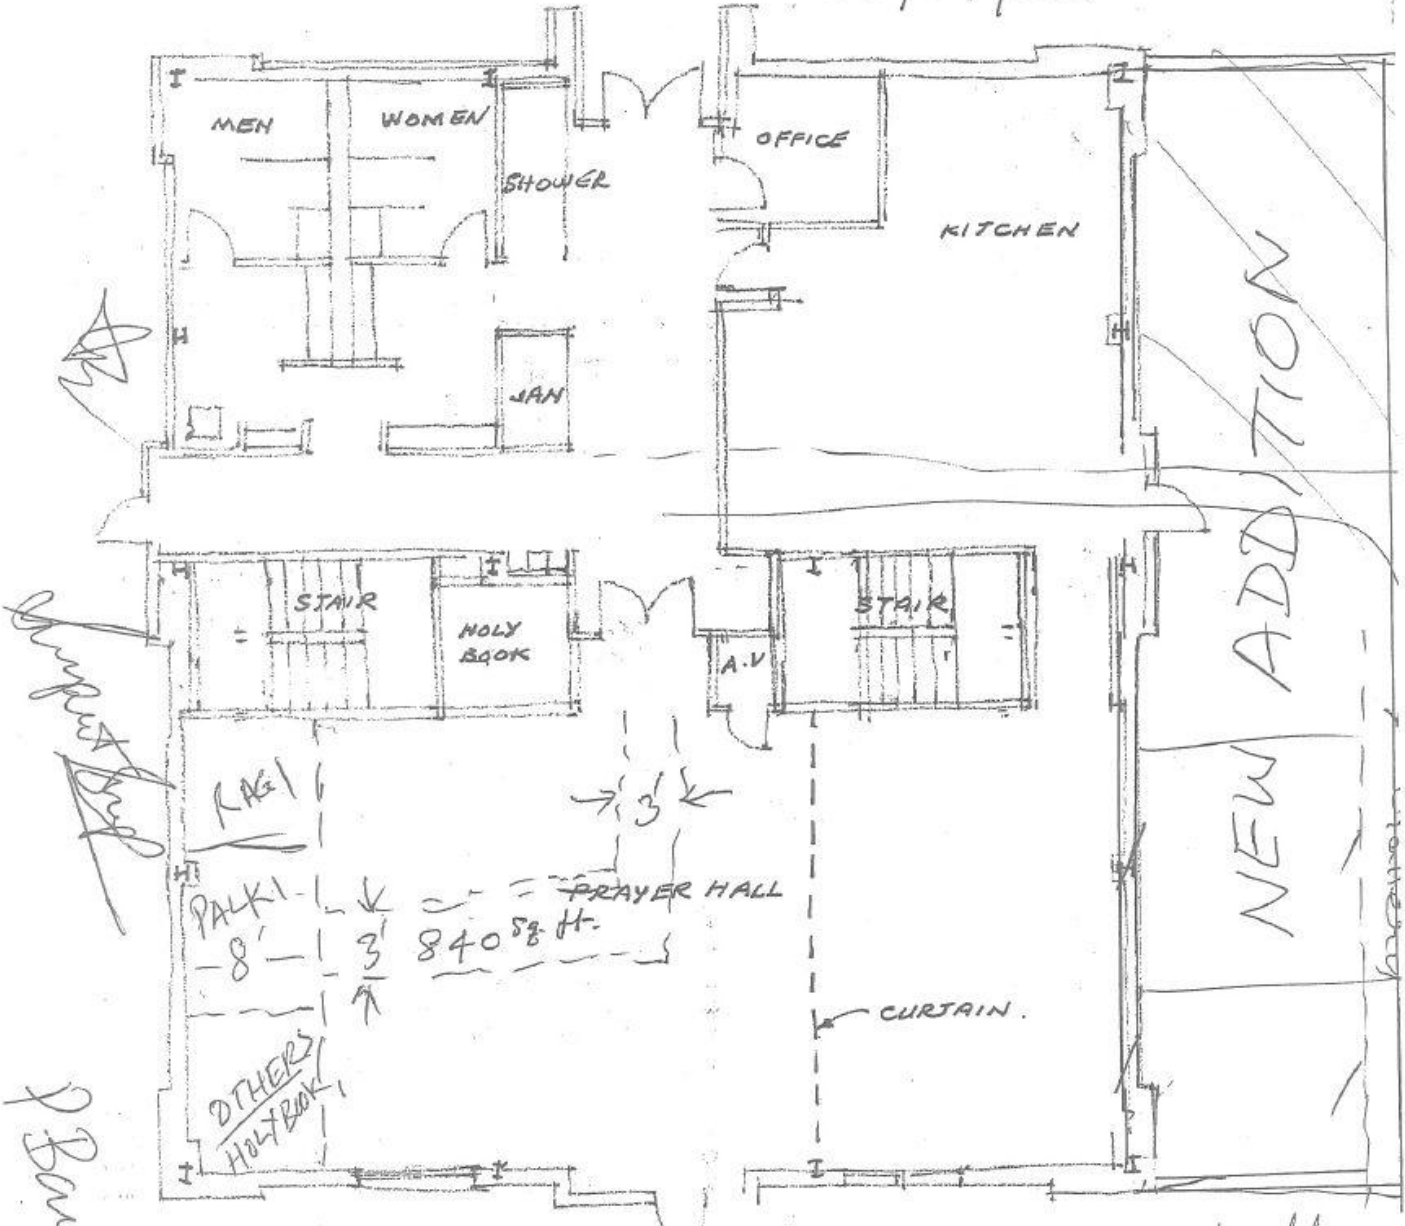 MEN
WOMEN
SHOWER
OFFICE
KITCHEN
JAN
STAIR
HOLY
BOOK
A.V
STAIR
RAGI
3'
PALKI
8'
PRAYER HALL
3'
840 Sq. ft.
CURTAIN.
OTHERS
HOLY BOOK
NEW ADDITION